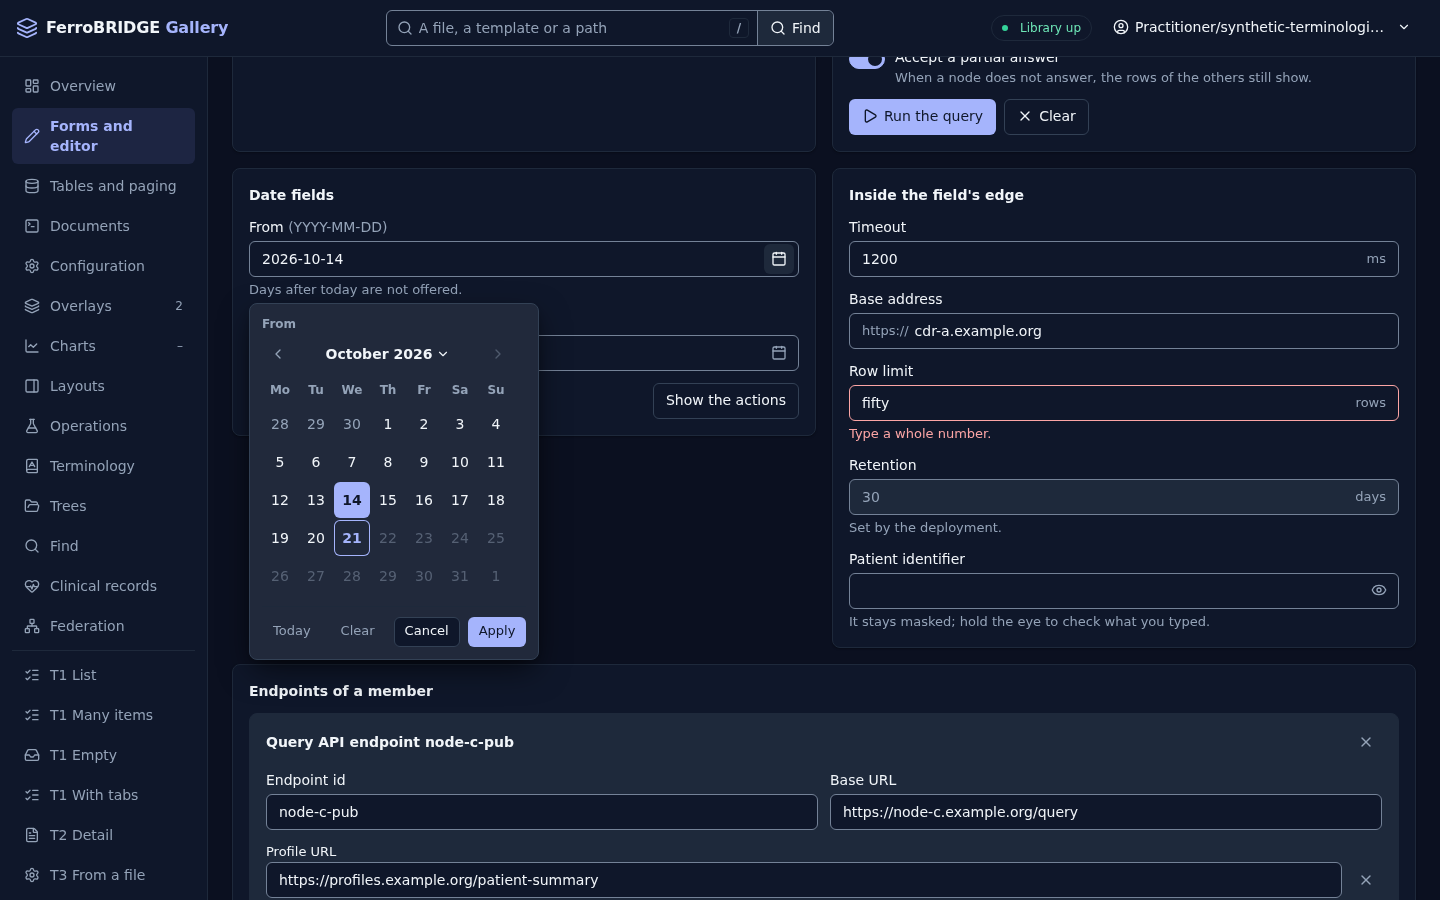 FerroBRIDGE Gallery
A file, a template or a path
/
Find
Library up
Practitioner/synthetic-terminologi…
Overview
Forms and editor
Tables and paging
Documents
Configuration
Overlays 2
Charts –
Layouts
Operations
Terminology
Trees
Find
Clinical records
Federation
T1 List
T1 Many items
T1 Empty
T1 With tabs
T2 Detail
T3 From a file
Accept a partial answer
When a node does not answer, the rows of the others still show.
Run the query
Clear
Date fields
From (YYYY-MM-DD)
2026-10-14
Days after today are not offered.
From
October 2026
Mo Tu We Th Fr Sa Su
28 29 30 1 2 3 4
5 6 7 8 9 10 11
12 13 14 15 16 17 18
19 20 21 22 23 24 25
26 27 28 29 30 31 1
Today
Clear
Cancel
Apply
Show the actions
Inside the field's edge
Timeout
1200 ms
Base address
https:// cdr-a.example.org
Row limit
fifty rows
Type a whole number.
Retention
30 days
Set by the deployment.
Patient identifier
It stays masked; hold the eye to check what you typed.
Endpoints of a member
Query API endpoint node-c-pub
Endpoint id
node-c-pub
Base URL
https://node-c.example.org/query
Profile URL
https://profiles.example.org/patient-summary